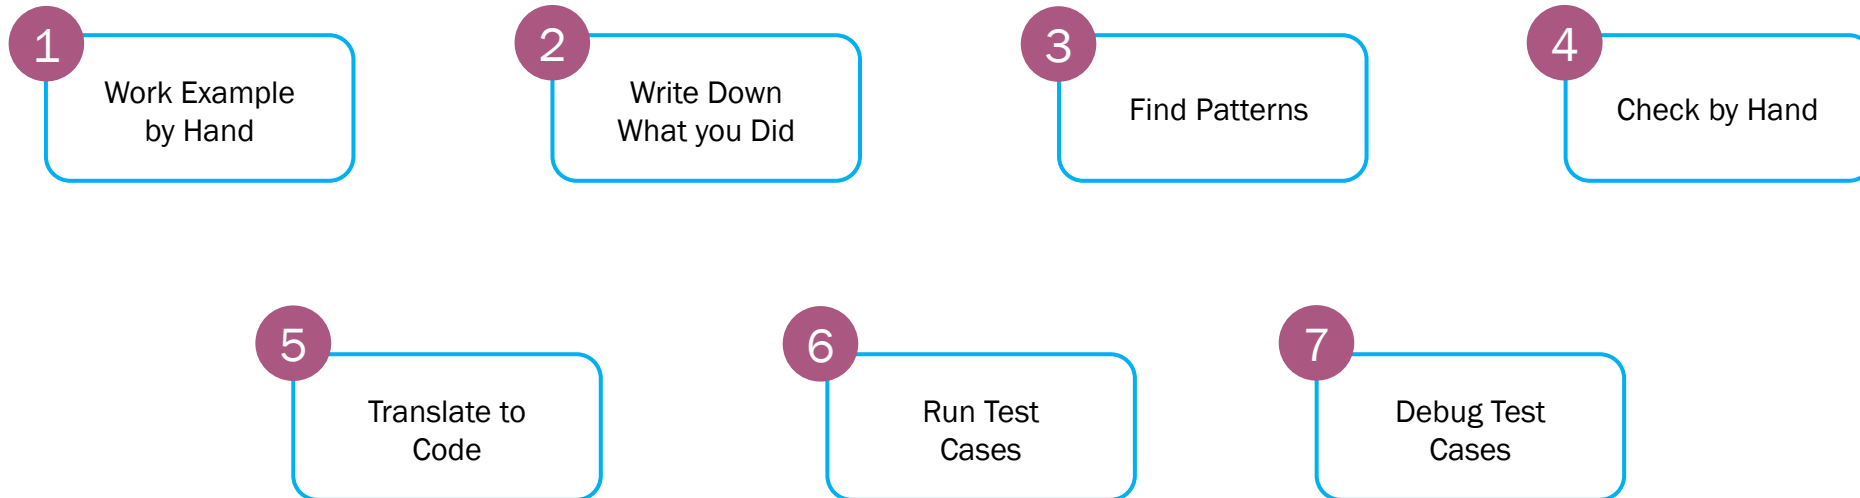 1
Work Example
by Hand
2
Write Down
What you Did
3
Find Patterns
4
Check by Hand
5
Translate to
Code
6
Run Test
Cases
7
Debug Test
Cases